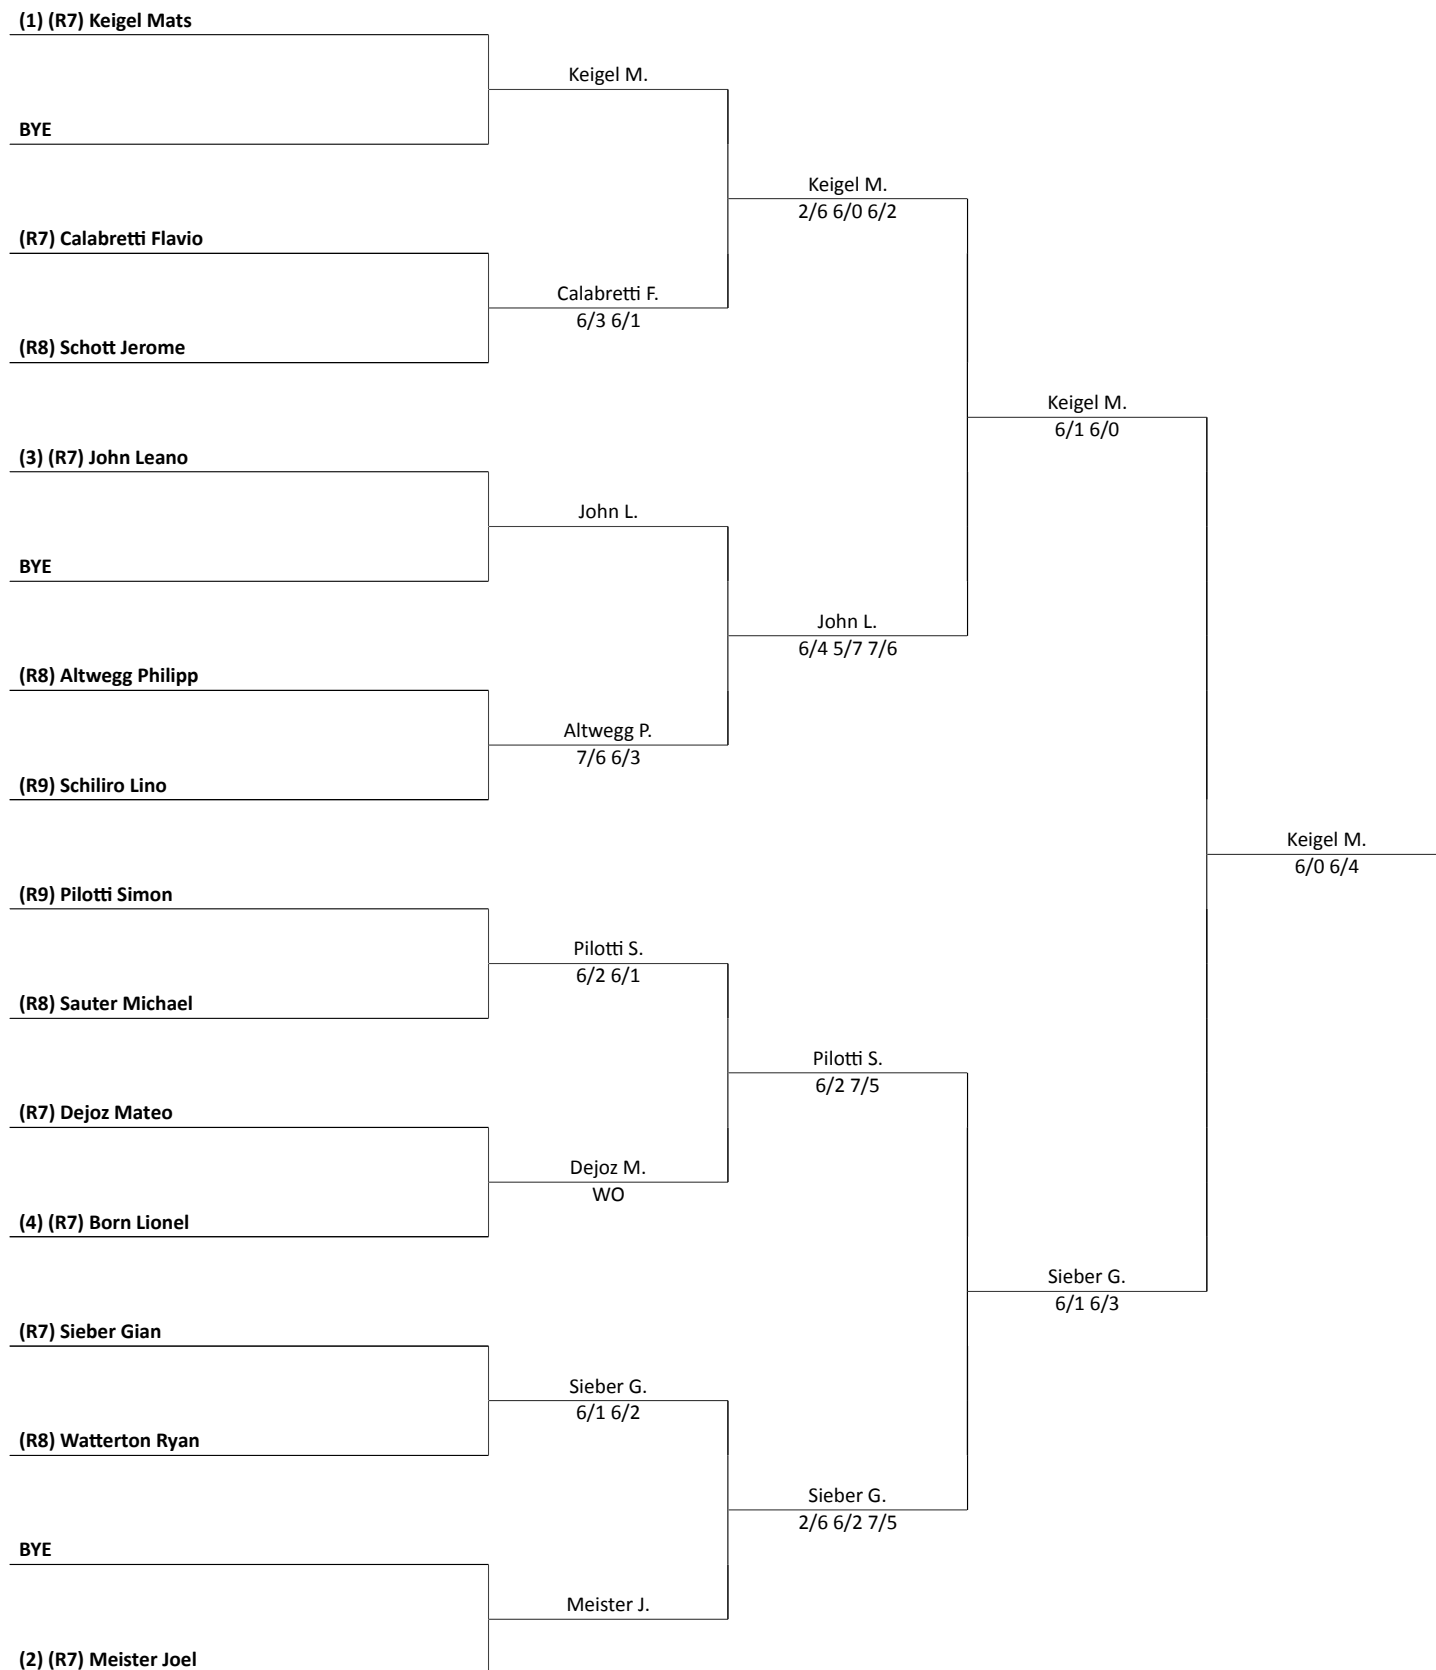 (1) (R7) Keigel Mats
Keigel M.
BYE
Keigel M.
2/6 6/0 6/2
(R7) Calabretti Flavio
Calabretti F.
6/3 6/1
(R8) Schott Jerome
Keigel M.
6/1 6/0
(3) (R7) John Leano
John L.
BYE
John L.
6/4 5/7 7/6
(R8) Altwegg Philipp
Altwegg P.
7/6 6/3
(R9) Schiliro Lino
Keigel M.
6/0 6/4
(R9) Pilotti Simon
Pilotti S.
6/2 6/1
(R8) Sauter Michael
Pilotti S.
6/2 7/5
(R7) Dejoz Mateo
Dejoz M.
WO
(4) (R7) Born Lionel
Sieber G.
6/1 6/3
(R7) Sieber Gian
Sieber G.
6/1 6/2
(R8) Watterton Ryan
Sieber G.
2/6 6/2 7/5
BYE
Meister J.
(2) (R7) Meister Joel